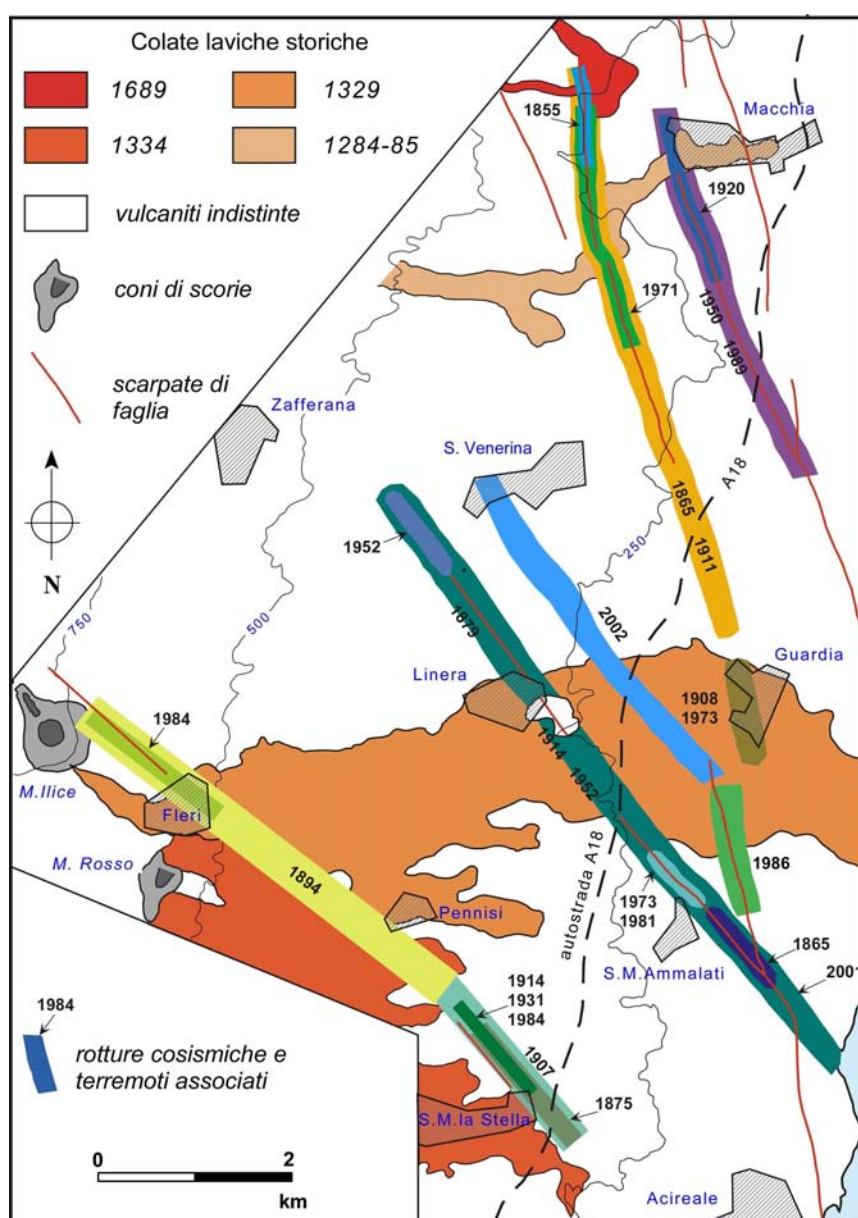 Colate laviche storiche
1689
1329
1334
1284-85
vulcaniti indistinte
coni di scorie
scarpate di
faglia
N
1984
rotture cosismiche e
terremoti associati
0
2
km
Macchia
1855
1920
1971
1950
1989
Zafferana
S. Venerina
A18
1865
1911
250
1952
1879
2002
750
500
Linera
Guardia
1908
1973
1984
1914
1952
M.Ilice
Fleri
M. Rosso
1894
Pennisi
1986
1973
1981
1865
2001
S.M.Ammalati
autostrada A18
1914
1931
1984
1907
1875
S.M.la Stella
Acireale